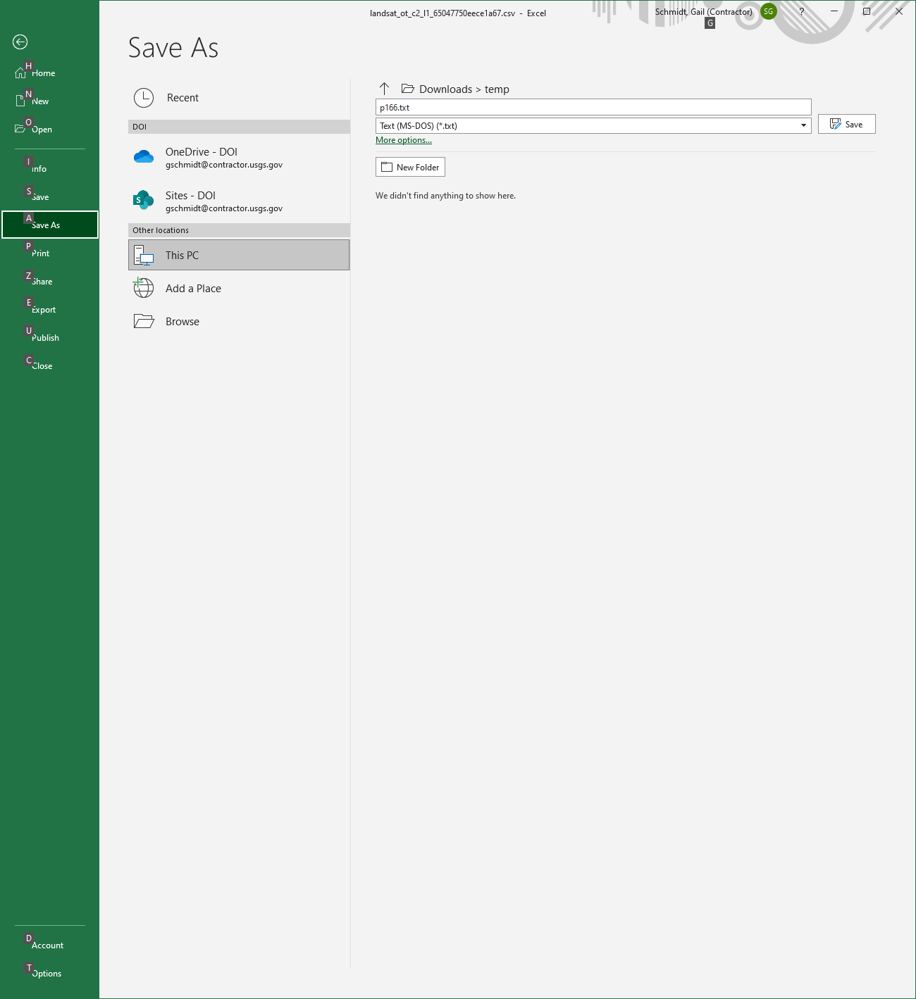 landsat_ot_c2_l1_65047750eece1a67.csv - Excel
Schmidt, Gail (Contractor)
SG
?
G
Save As
H
Home
N
New
O
Open
I
Info
S
Save
A
Save As
P
Print
Z
Share
E
Export
U
Publish
C
Close
D
Account
T
Options
Recent
DOI
OneDrive - DOI
gschmidt@contractor.usgs.gov
S
Sites - DOI
gschmidt@contractor.usgs.gov
Other locations
This PC
Add a Place
Browse
Downloads > temp
p166.txt
Text (MS-DOS) (*.txt)
Save
More options...
New Folder
We didn't find anything to show here.